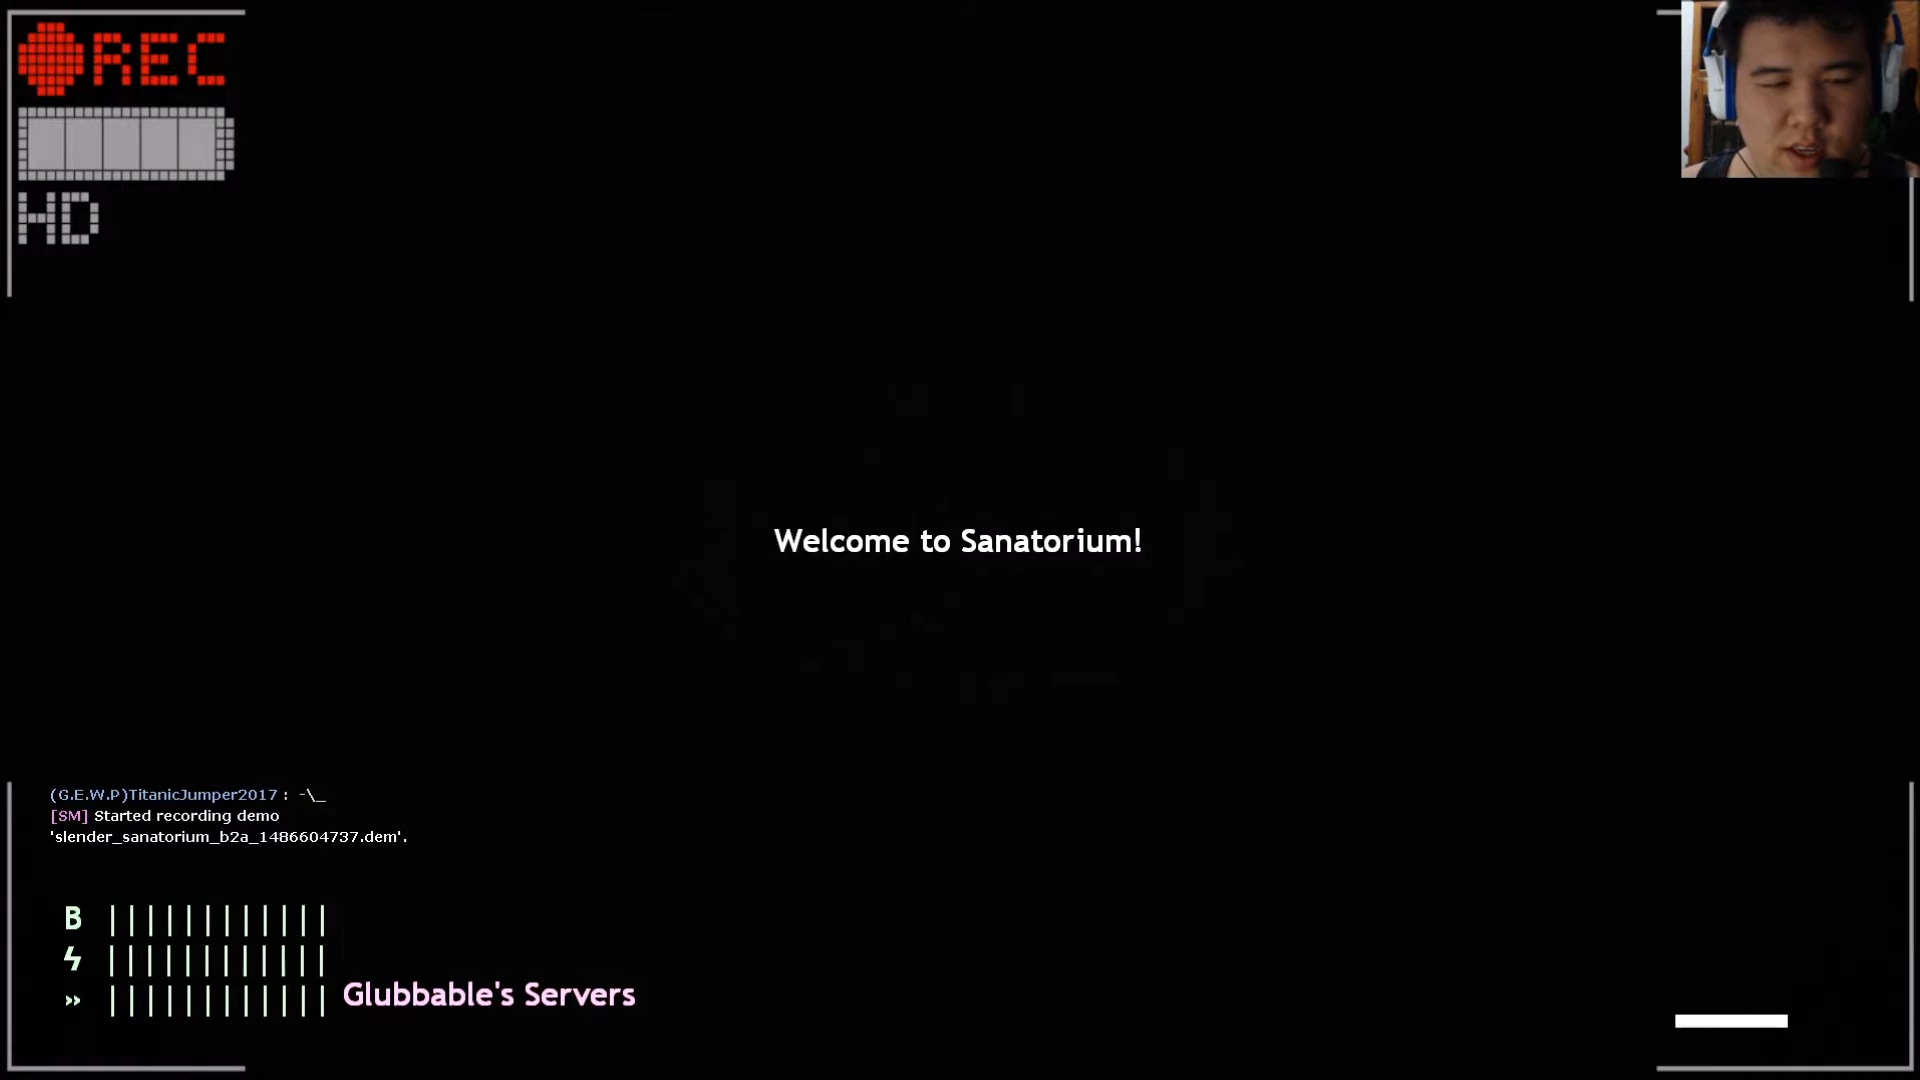 REC
HD
Welcome to Sanatorium!
(G.E.W.P)TitanicJumper2017 : -\_
[SM] Started recording demo
'slender_sanatorium_b2a_1486604737.dem'.
B ||||||||||||
ϟ ||||||||||||
» ||||||||||||
Glubbable's Servers